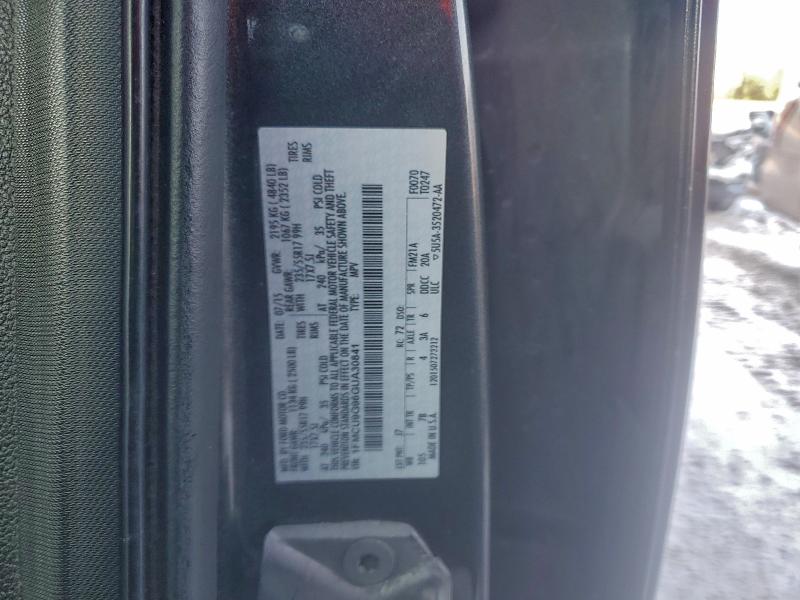 MFD. BY FORD MOTOR CO. DATE: 07/15 GVWR: 2195 KG ( 4840 LB)
FRONT GAWR: 1134 KG ( 2500 LB) REAR GAWR: 1067 KG ( 2352 LB)
WITH 235/55R17 99H TIRES WITH 235/55R17 99H TIRES
17X7.5J RIMS 17X7.5J RIMS
AT 240 kPa/ 35 PSI COLD AT 240 kPa/ 35 PSI COLD
THIS VEHICLE CONFORMS TO ALL APPLICABLE FEDERAL MOTOR VEHICLE SAFETY AND THEFT
PREVENTION STANDARDS IN EFFECT ON THE DATE OF MANUFACTURE SHOWN ABOVE.
VIN: 1FMCU9G96GUA30841 TYPE: MPV
EXT PNT: J7 RC: 72 DSO: F0070
WB INT TR TP/PS R AXLE TR SPR FM21A T0247
105 7B 4 3A 6 DDCC 20A 5U5A-3520472-AA
MADE IN U.S.A. 1201507272212 ULC